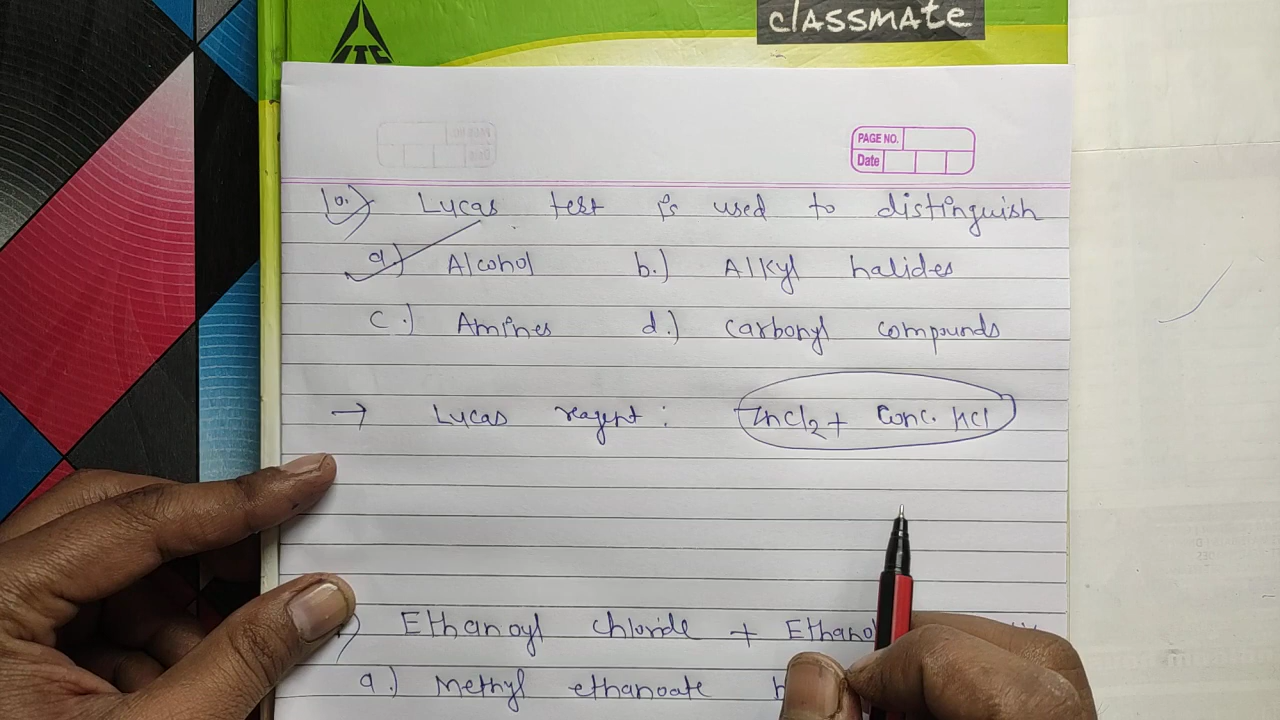 classmate
ITC
PAGE NO.
Date
10.) Lucas test is used to distinguish
a.) Alcohol b.) Alkyl halides
c.) Amines d.) Carbonyl compounds
→ Lucas reagent : ZnCl2 + Conc. HCl
Ethanoyl chloride + Ethanol
a.) Methyl ethanoate b